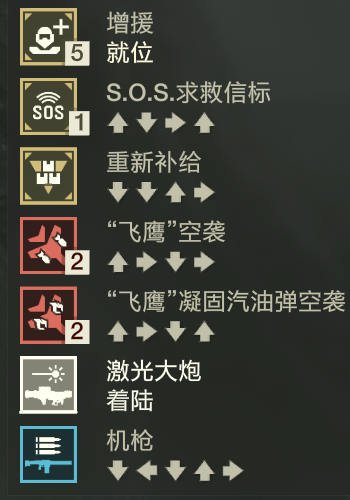 增援
5
就位
SOS
1
S.O.S.求救信标
重新补给
2
“飞鹰”空袭
2
“飞鹰”凝固汽油弹空袭
激光大炮
着陆
机枪